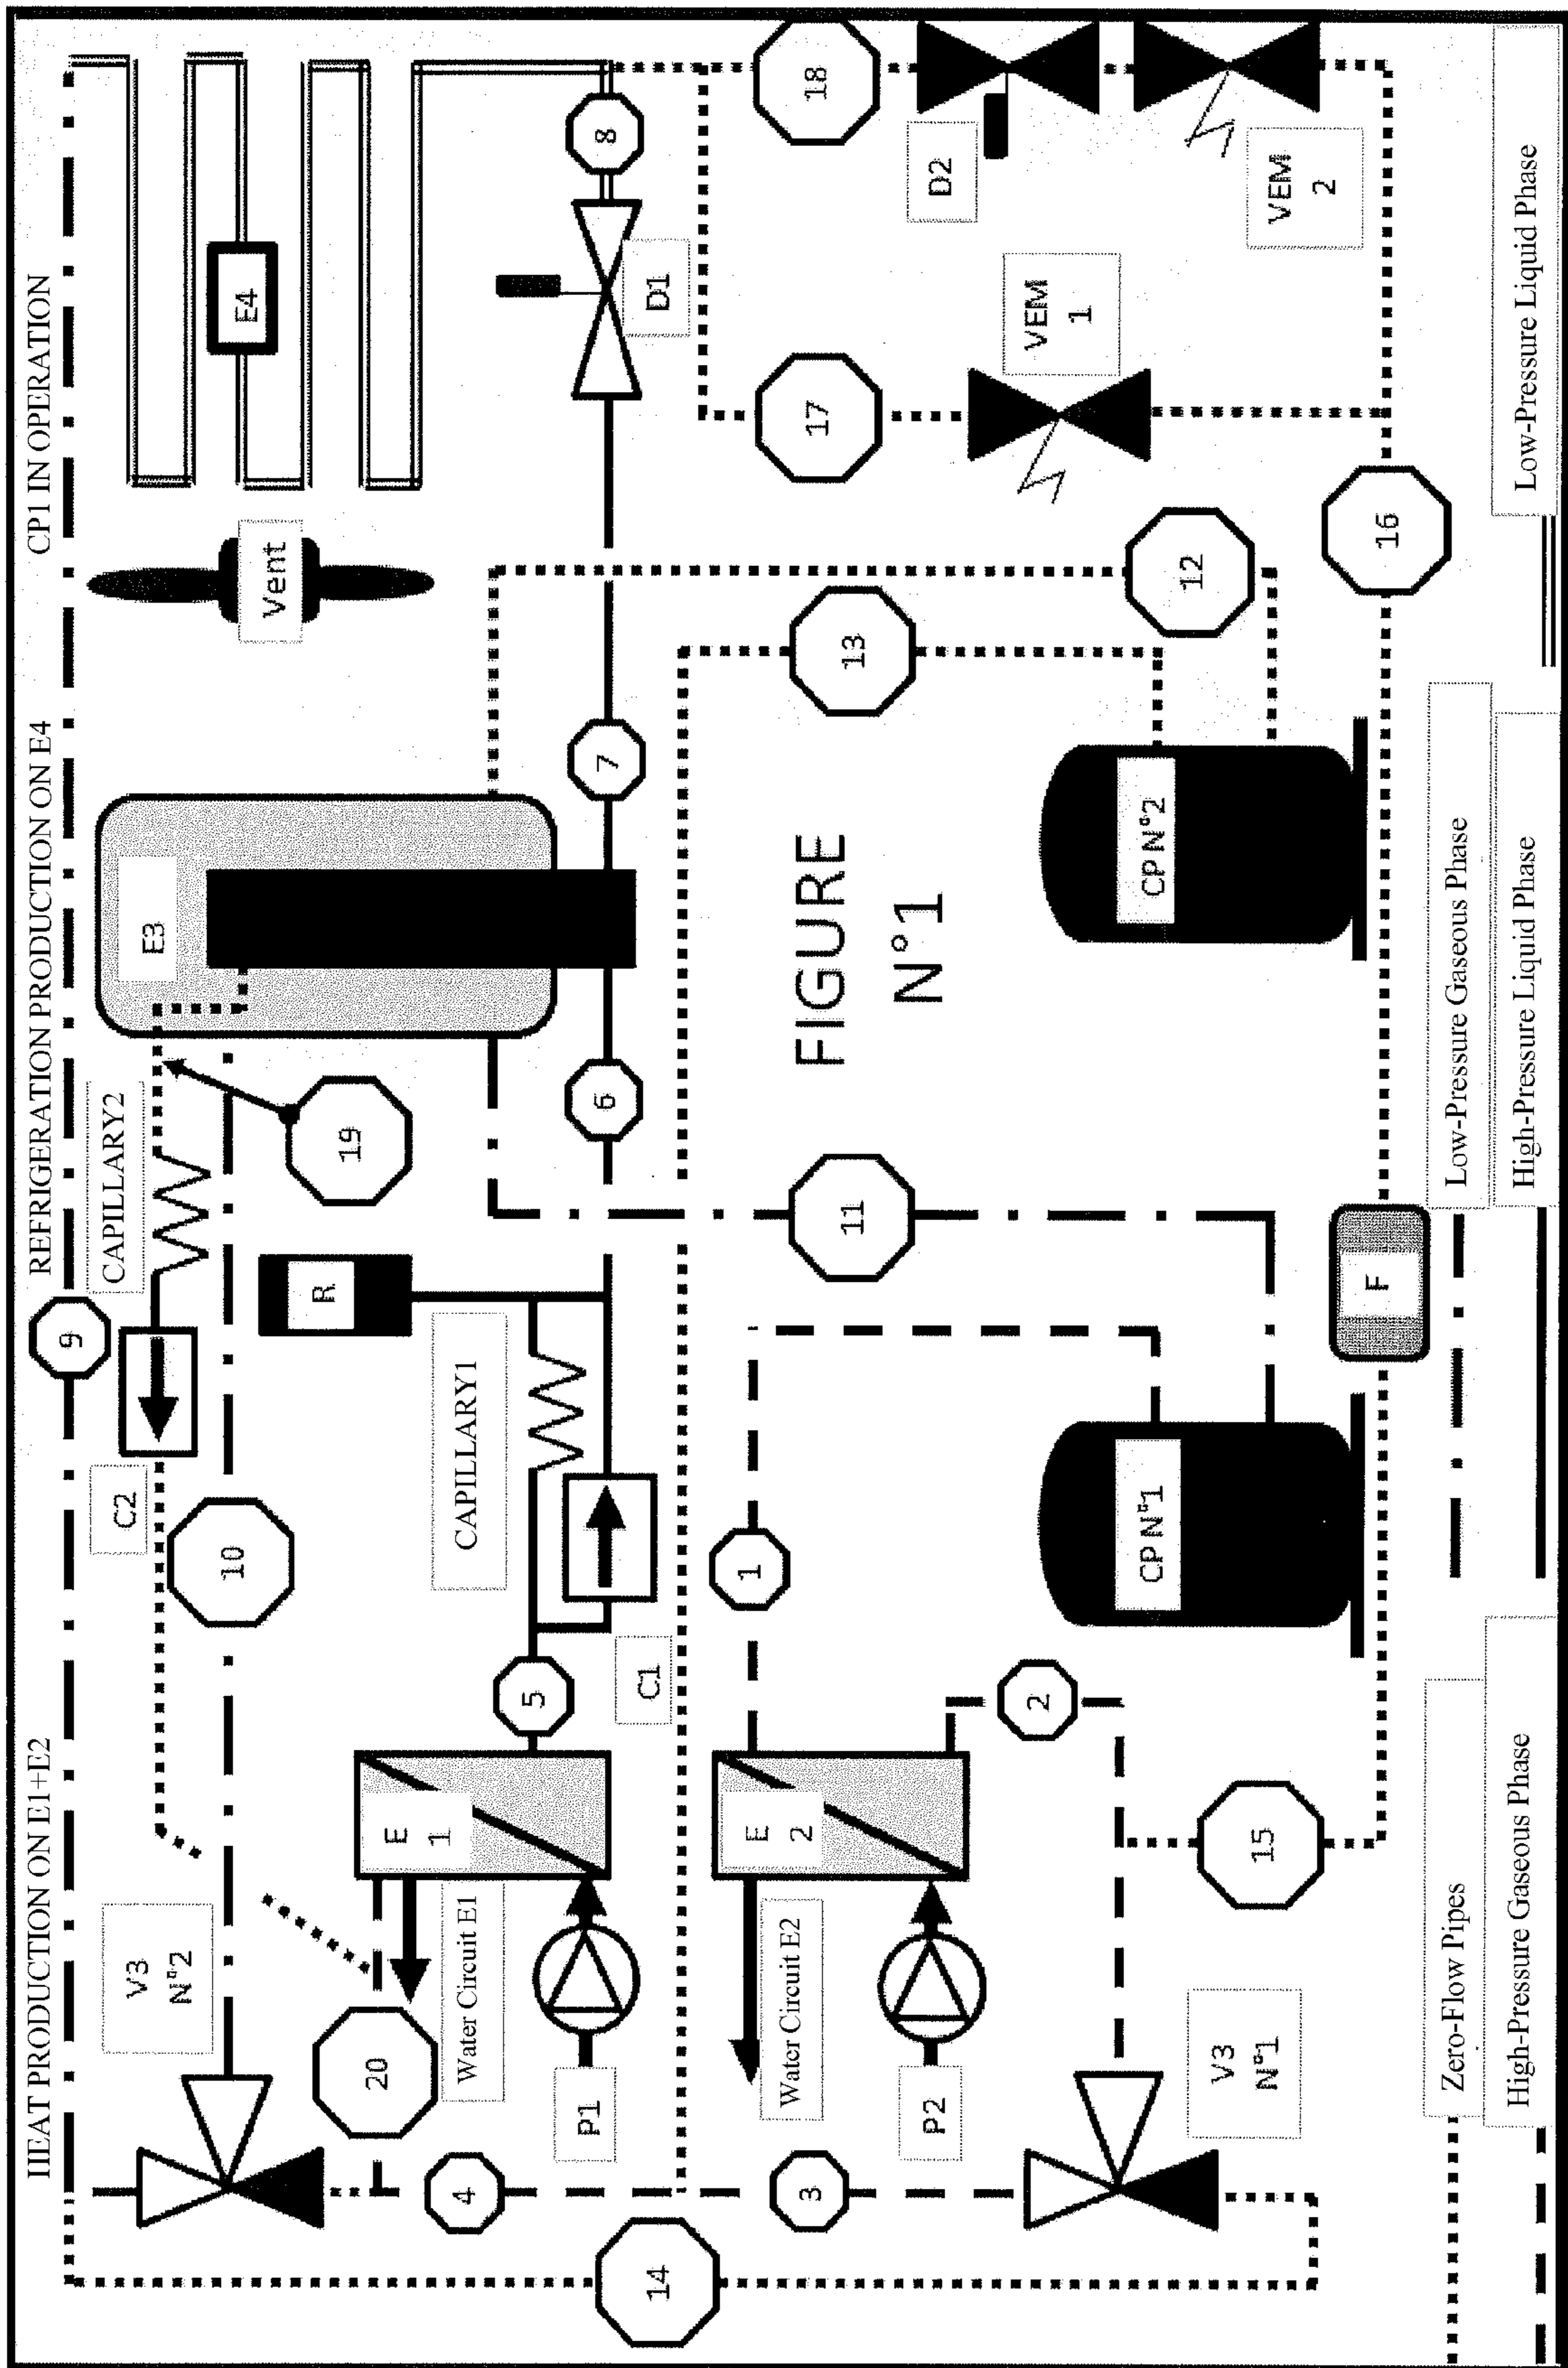 HEAT PRODUCTION ON E1+E2
REFRIGERATION PRODUCTION ON E4
CP1 IN OPERATION
9
V3
N°2
C2
CAPILLARY2
E3
10
E4
Vent
20
19
R
E
1
Water Circuit E1
4
CAPILLARY1
5
P1
6
7
8
14
C1
D1
E
2
Water Circuit E2
3
1
P2
11
FIGURE
N°1
13
17
18
D2
2
CP N°1
CP N°2
12
VEM
1
V3
N°1
15
F
16
VEM
2
Zero-Flow Pipes
Low-Pressure Gaseous Phase
High-Pressure Gaseous Phase
High-Pressure Liquid Phase
Low-Pressure Liquid Phase